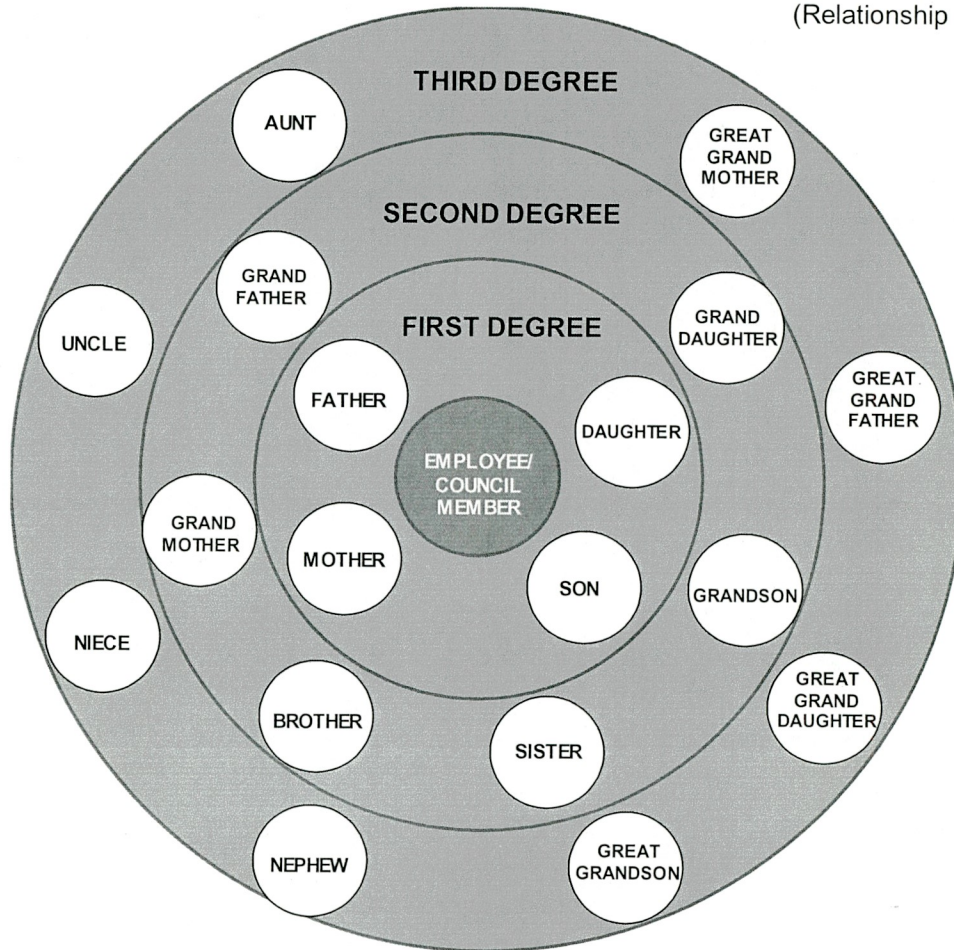 (Relationship
THIRD DEGREE
AUNT
GREAT
GRAND
MOTHER
SECOND DEGREE
GRAND
FATHER
GRAND
DAUGHTER
UNCLE
FIRST DEGREE
FATHER
GREAT
GRAND
FATHER
DAUGHTER
EMPLOYEE/
COUNCIL
MEMBER
GRAND
MOTHER
MOTHER
SON
GRANDSON
NIECE
GREAT
GRAND
DAUGHTER
BROTHER
SISTER
NEPHEW
GREAT
GRANDSON